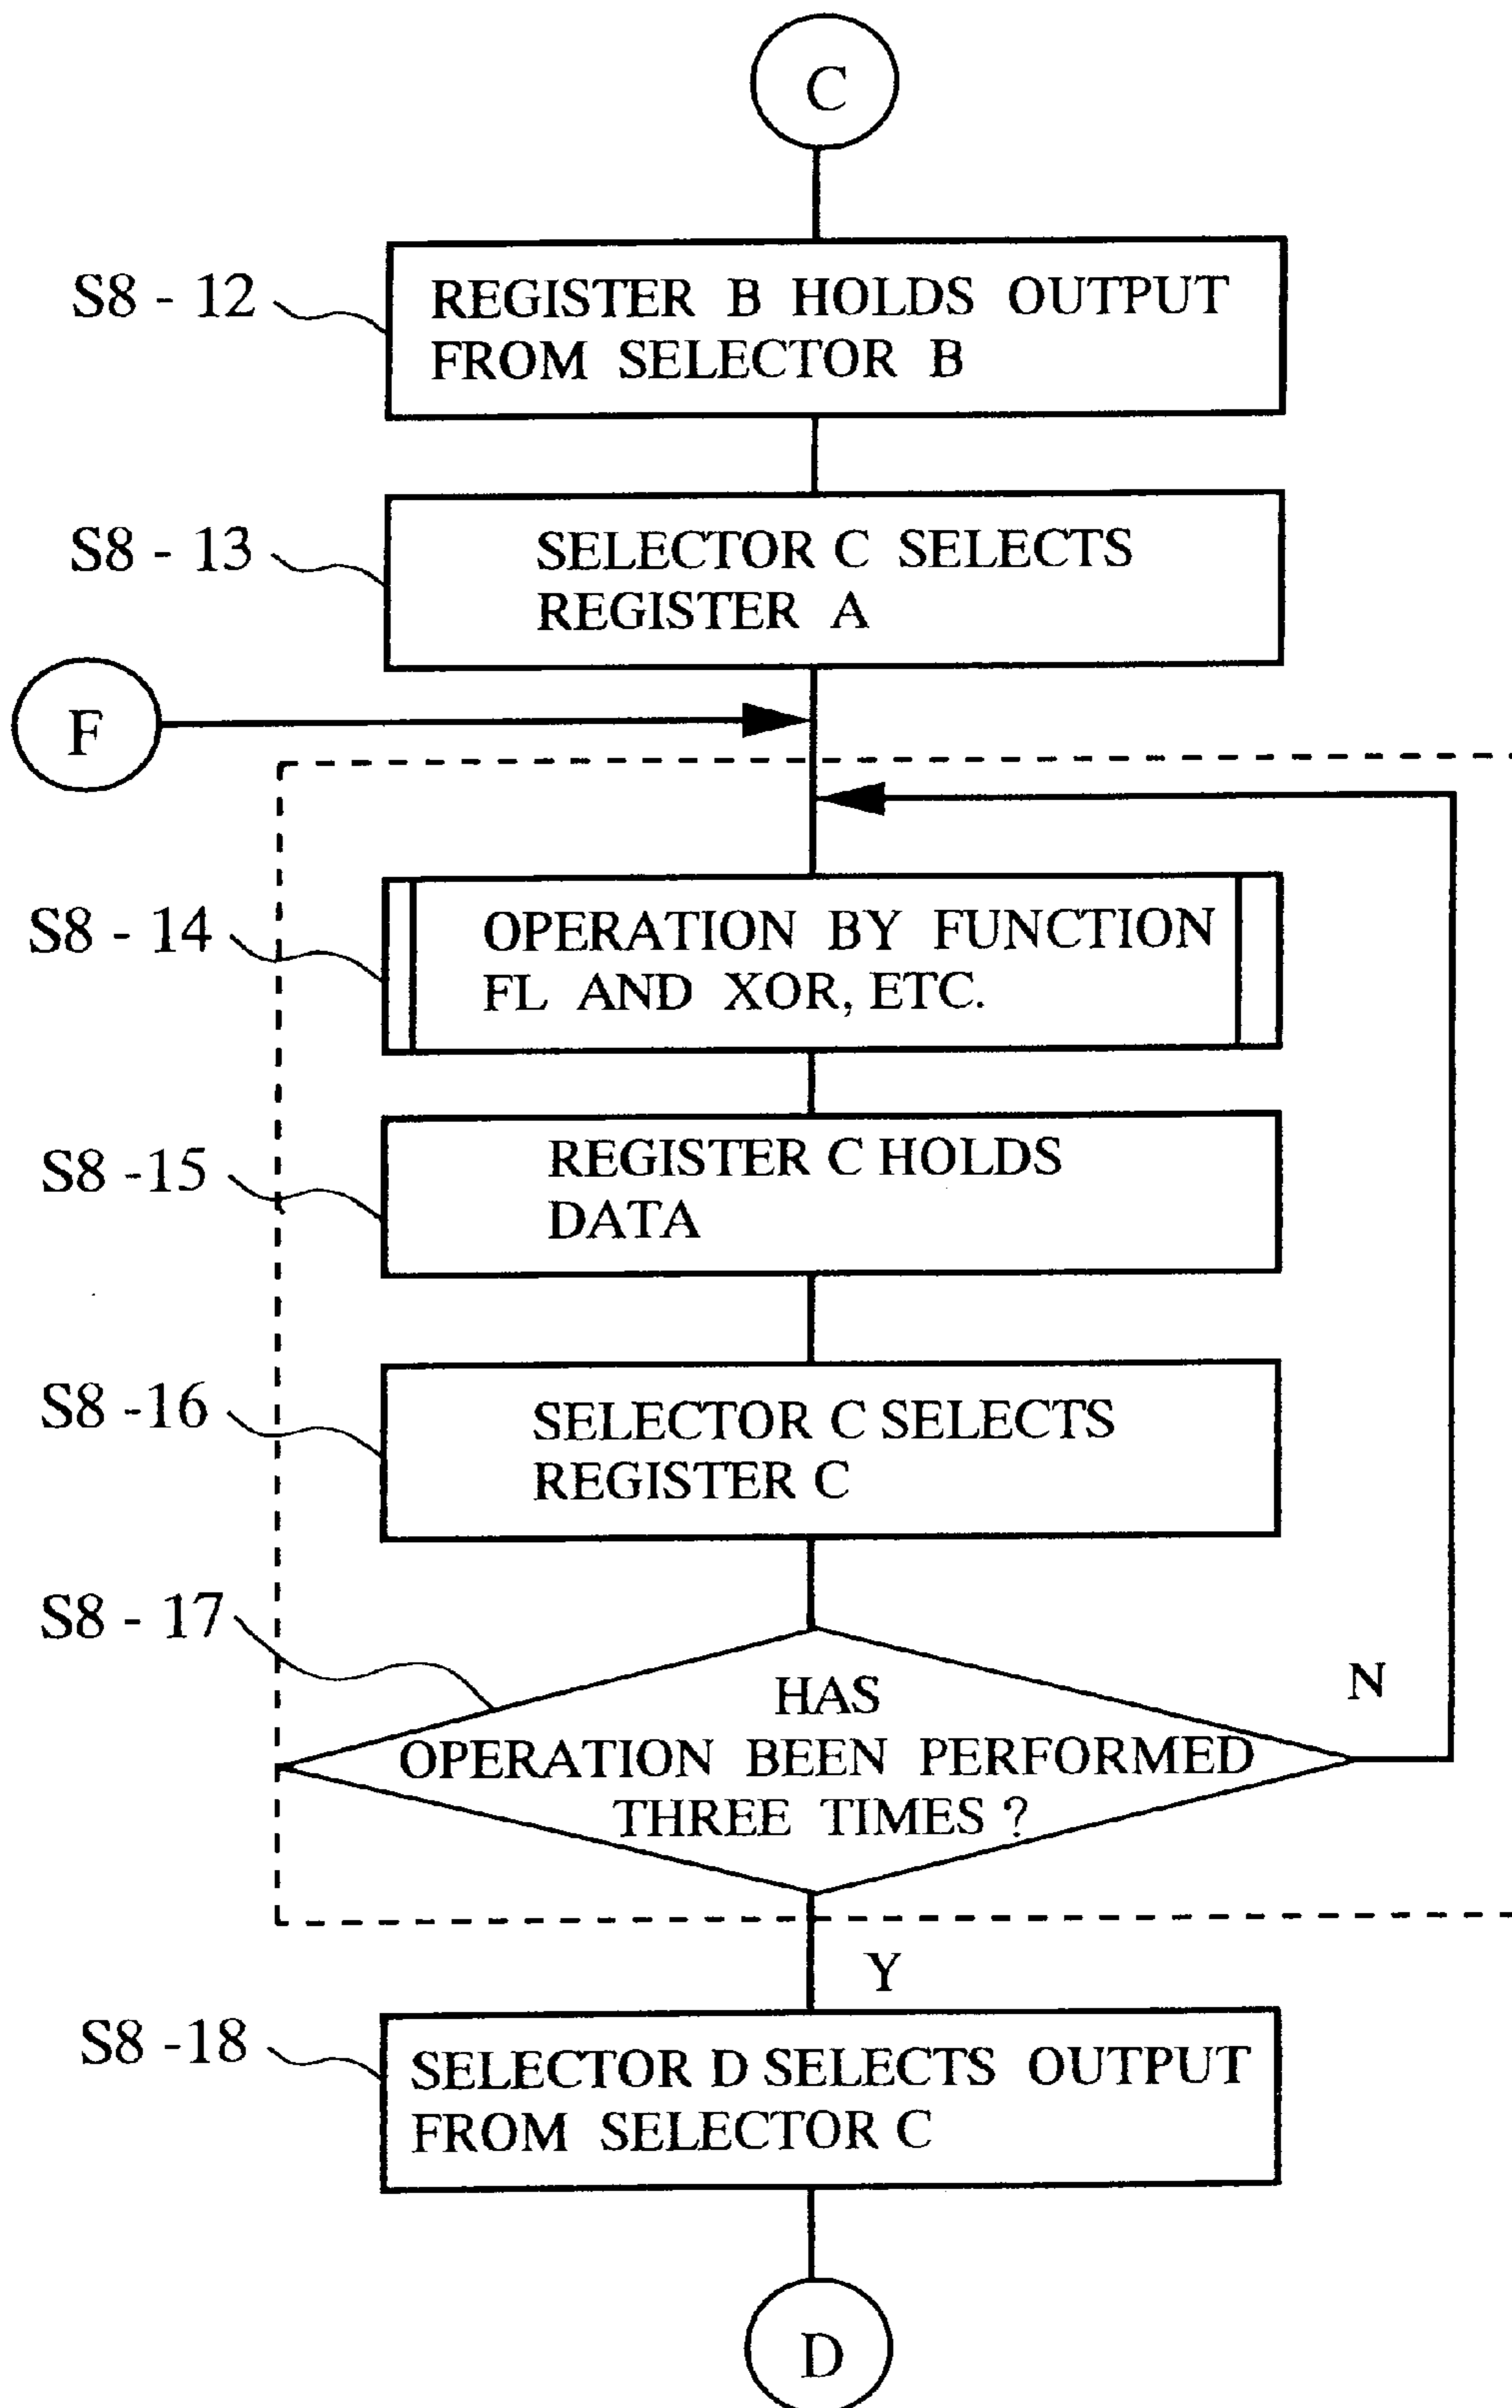 C
S8 - 12
REGISTER B HOLDS OUTPUT
FROM SELECTOR B
S8 - 13
SELECTOR C SELECTS
REGISTER A
F
S8 - 14
OPERATION BY FUNCTION
FL AND XOR, ETC.
S8 -15
REGISTER C HOLDS
DATA
S8 -16
SELECTOR C SELECTS
REGISTER C
S8 - 17
HAS
OPERATION BEEN PERFORMED
THREE TIMES ?
N
Y
S8 -18
SELECTOR D SELECTS OUTPUT
FROM SELECTOR C
D